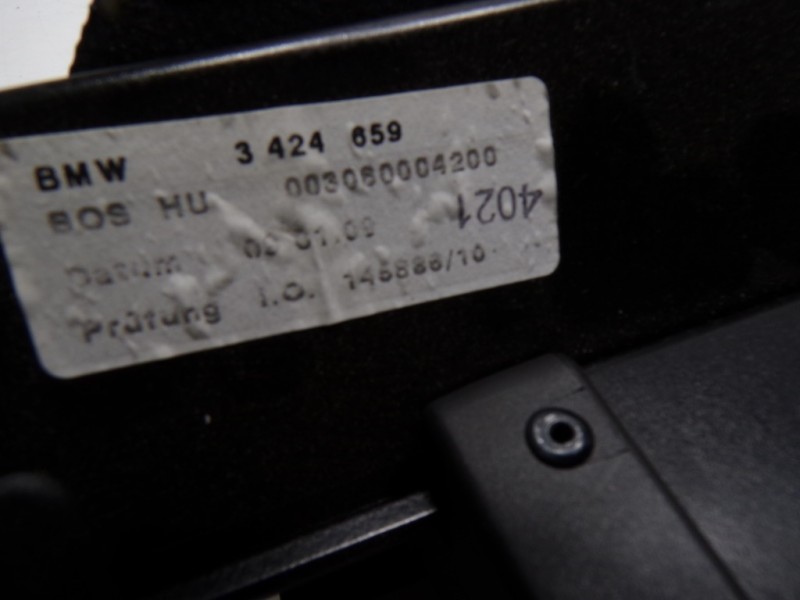 BMW 3 424 659
BOS HU 003060004200
4021
Datum
Prüfung I.O.